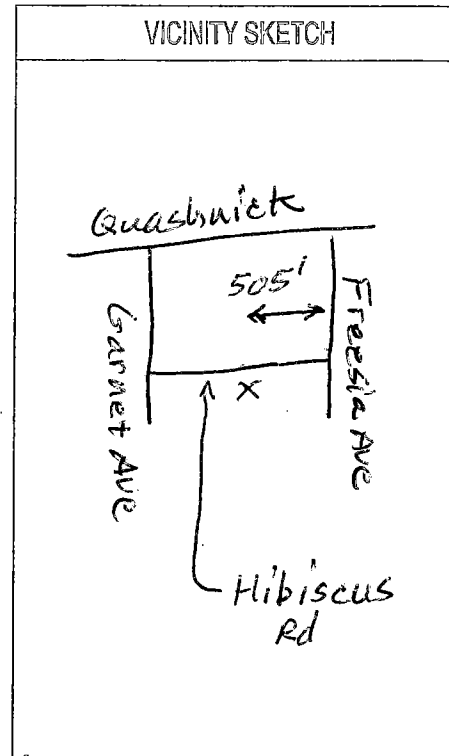 VICINITY SKETCH
Quashnick
505'
Garnet Ave
Freesia Ave
X
Hibiscus
Rd